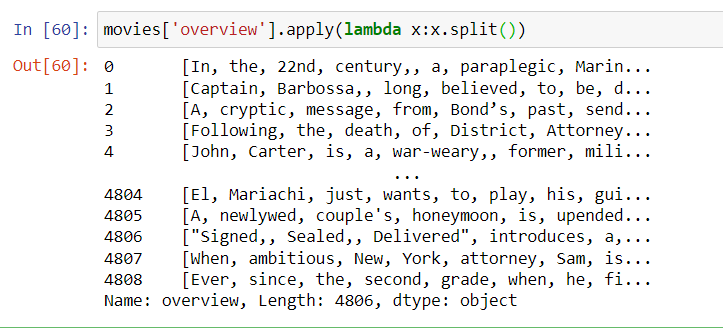 In [60]: movies['overview'].apply(lambda x:x.split())
Out[60]: 0 [In, the, 22nd, century,, a, paraplegic, Marin...
1 [Captain, Barbossa,, long, believed, to, be, d...
2 [A, cryptic, message, from, Bond’s, past, send...
3 [Following, the, death, of, District, Attorney...
4 [John, Carter, is, a, war-weary,, former, mili...
...
4804 [El, Mariachi, just, wants, to, play, his, gui...
4805 [A, newlywed, couple's, honeymoon, is, upended...
4806 ["Signed,, Sealed,, Delivered", introduces, a,...
4807 [When, ambitious, New, York, attorney, Sam, is...
4808 [Ever, since, the, second, grade, when, he, fi...
Name: overview, Length: 4806, dtype: object